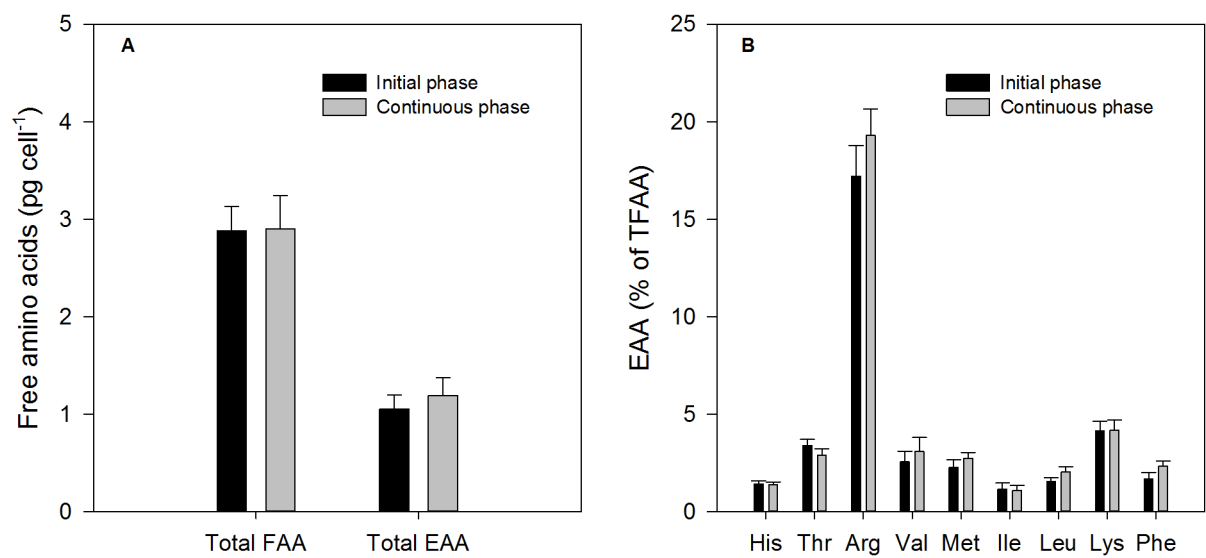 A
Initial phase
Continuous phase
Free amino acids (pg cell⁻¹)
5
4
3
2
1
0
Total FAA Total EAA
B
Initial phase
Continuous phase
EAA (% of TFAA)
25
20
15
10
5
0
His Thr Arg Val Met Ile Leu Lys Phe